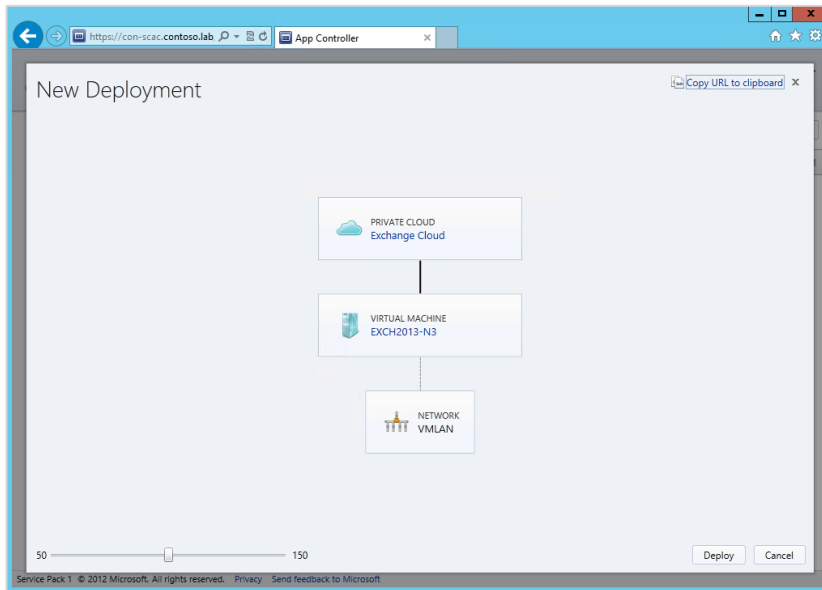 https://con-scac.contoso.lab
App Controller
New Deployment
Copy URL to clipboard
PRIVATE CLOUD
Exchange Cloud
VIRTUAL MACHINE
EXCH2013-N3
NETWORK
VMLAN
50
150
Deploy
Cancel
Service Pack 1 © 2012 Microsoft. All rights reserved. Privacy Send feedback to Microsoft